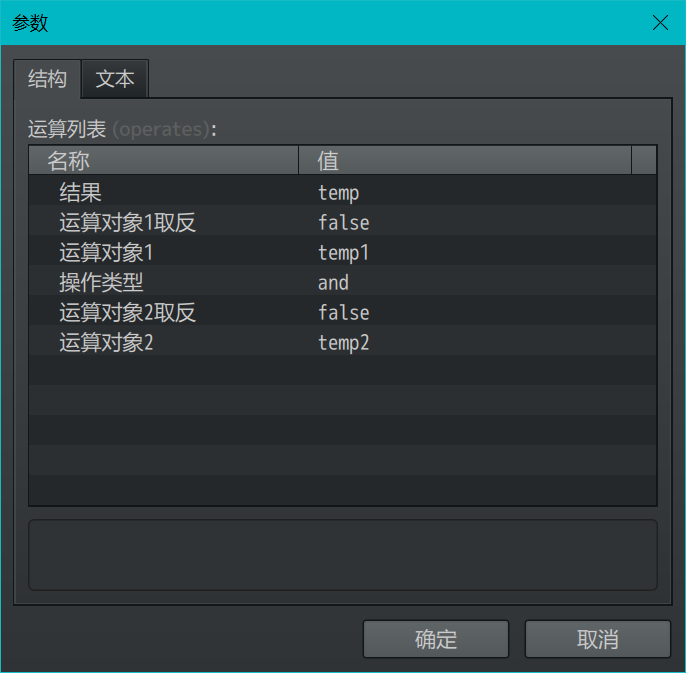 参数
结构 文本
运算列表 (operates):
名称 值
结果 temp
运算对象1取反 false
运算对象1 temp1
操作类型 and
运算对象2取反 false
运算对象2 temp2
确定 取消